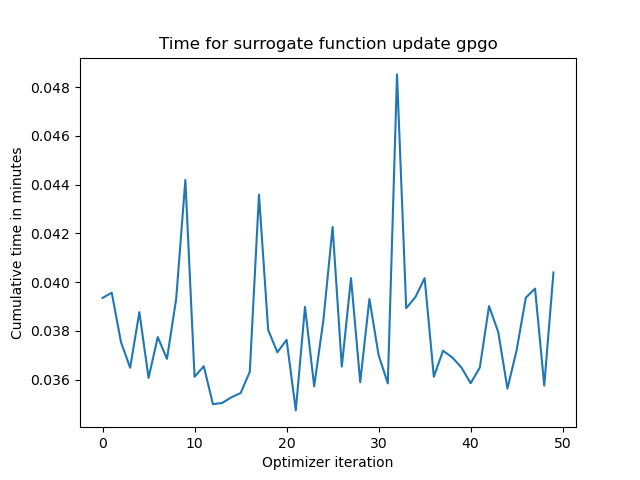 Time for surrogate function update gpgo
Cumulative time in minutes
0.048
0.046
0.044
0.042
0.040
0.038
0.036
0 10 20 30 40 50
Optimizer iteration